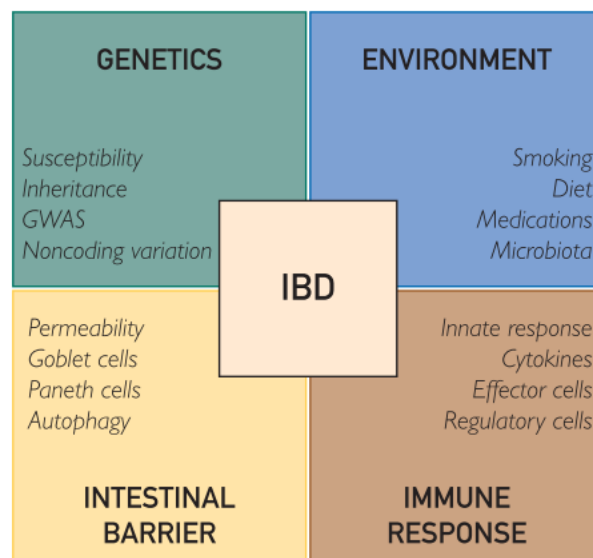 GENETICS
Susceptibility
Inheritance
GWAS
Noncoding variation
ENVIRONMENT
Smoking
Diet
Medications
Microbiota
IBD
Permeability
Goblet cells
Paneth cells
Autophagy
INTESTINAL
BARRIER
Innate response
Cytokines
Effector cells
Regulatory cells
IMMUNE
RESPONSE